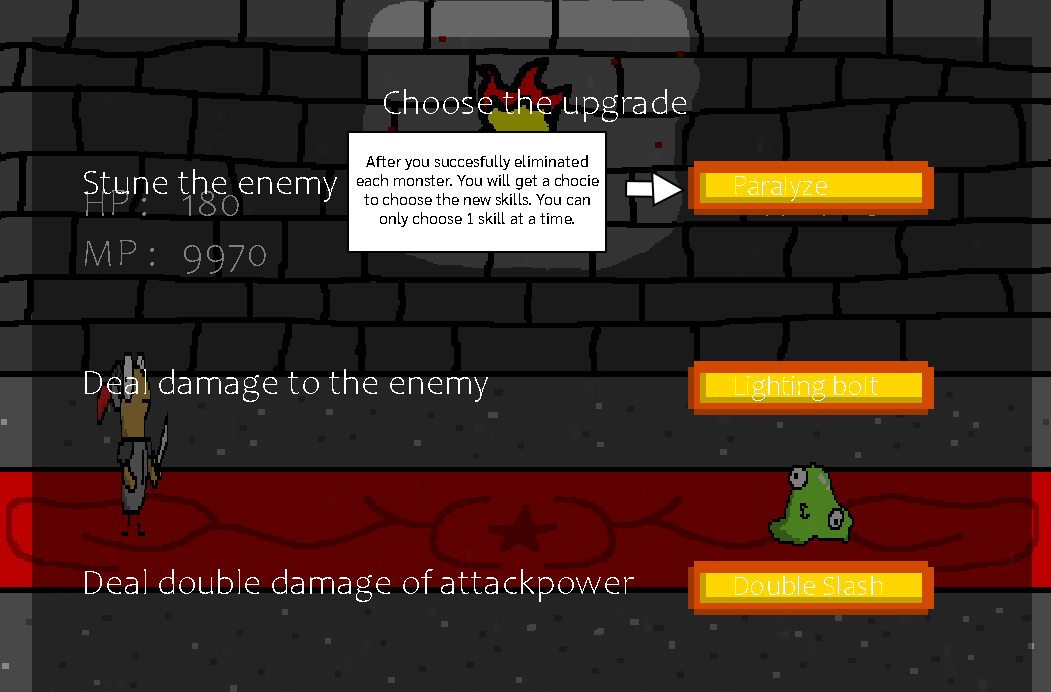 Choose the upgrade
After you succesfully eliminated
each monster. You will get a chocie
to choose the new skills. You can
only choose 1 skill at a time.
Stune the enemy
Paralyze
HP : 180
MP : 9970
Deal damage to the enemy
Lighting bolt
Deal double damage of attackpower
Double Slash